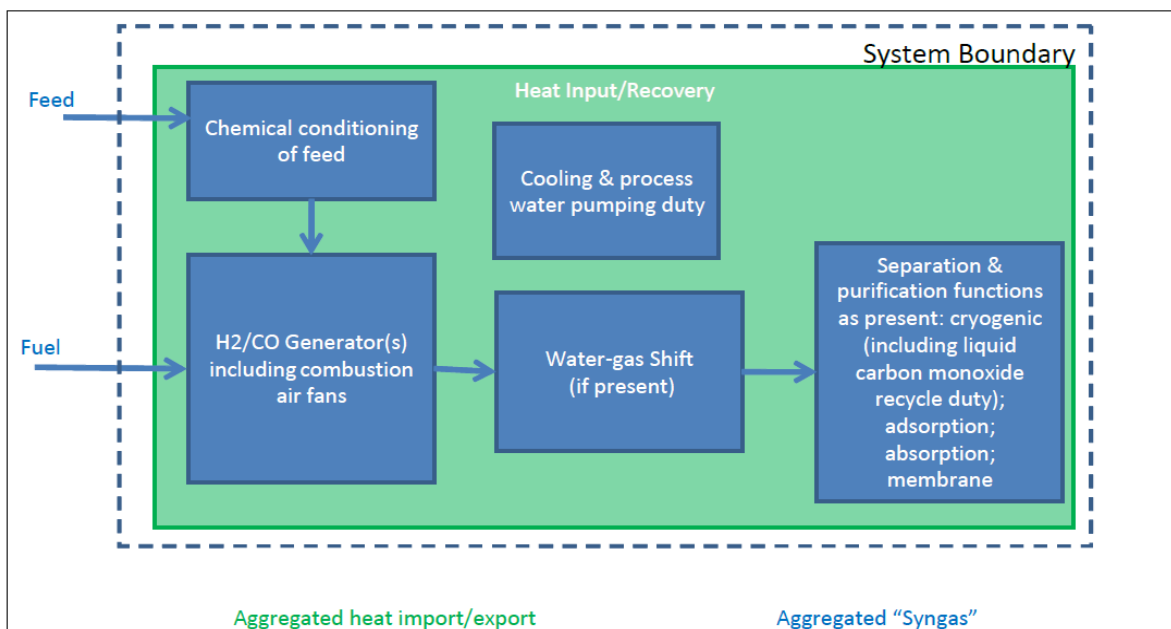 System Boundary
Heat Input/Recovery
Feed
Chemical conditioning
of feed
Cooling & process
water pumping duty
Fuel
H2/CO Generator(s)
including combustion
air fans
Water-gas Shift
(if present)
Separation &
purification functions
as present: cryogenic
(including liquid
carbon monoxide
recycle duty);
adsorption;
absorption;
membrane
Aggregated heat import/export
Aggregated “Syngas”